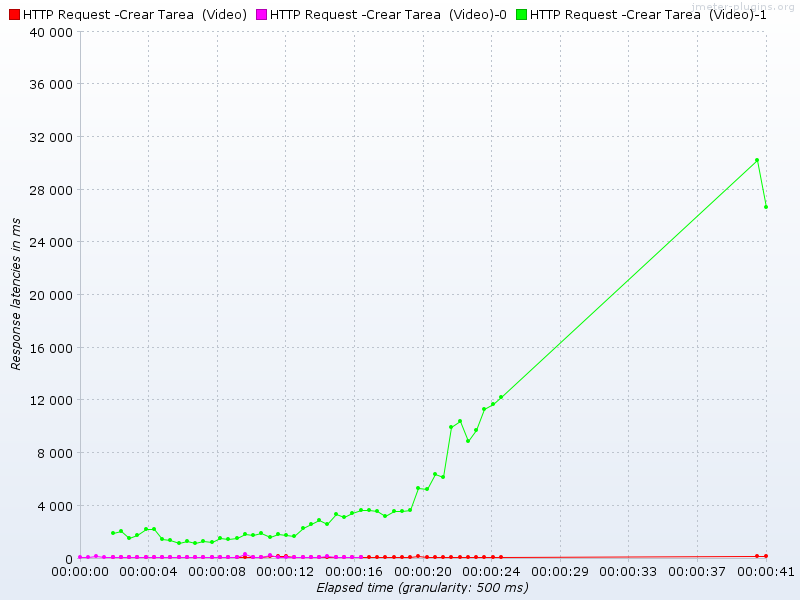 jmeter-plugins.org
HTTP Request -Crear Tarea (Video) HTTP Request -Crear Tarea (Video)-0 HTTP Request -Crear Tarea (Video)-1
40 000
36 000
32 000
28 000
24 000
20 000
16 000
12 000
8 000
4 000
0
Response latencies in ms
00:00:00 00:00:04 00:00:08 00:00:12 00:00:16 00:00:20 00:00:24 00:00:29 00:00:33 00:00:37 00:00:41
Elapsed time (granularity: 500 ms)